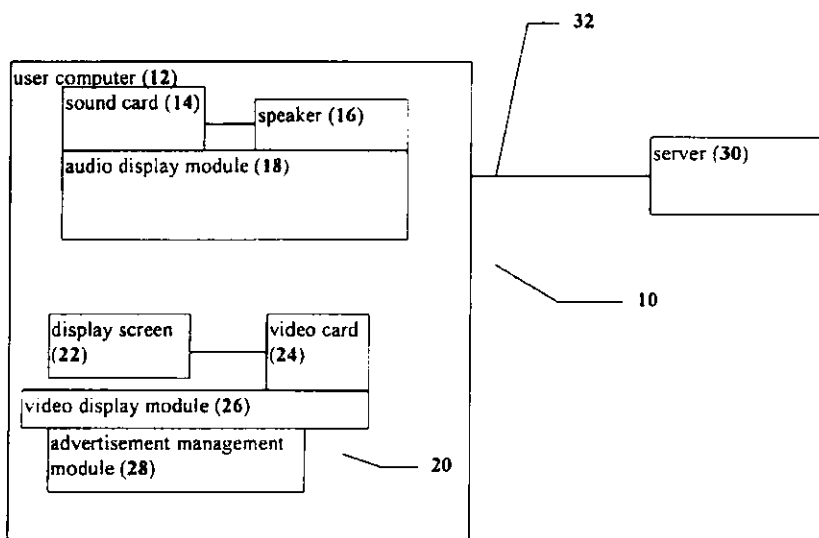 32
user computer (12)
sound card (14)
speaker (16)
server (30)
audio display module (18)
10
display screen
(22)
video card
(24)
video display module (26)
advertisement management
module (28)
20